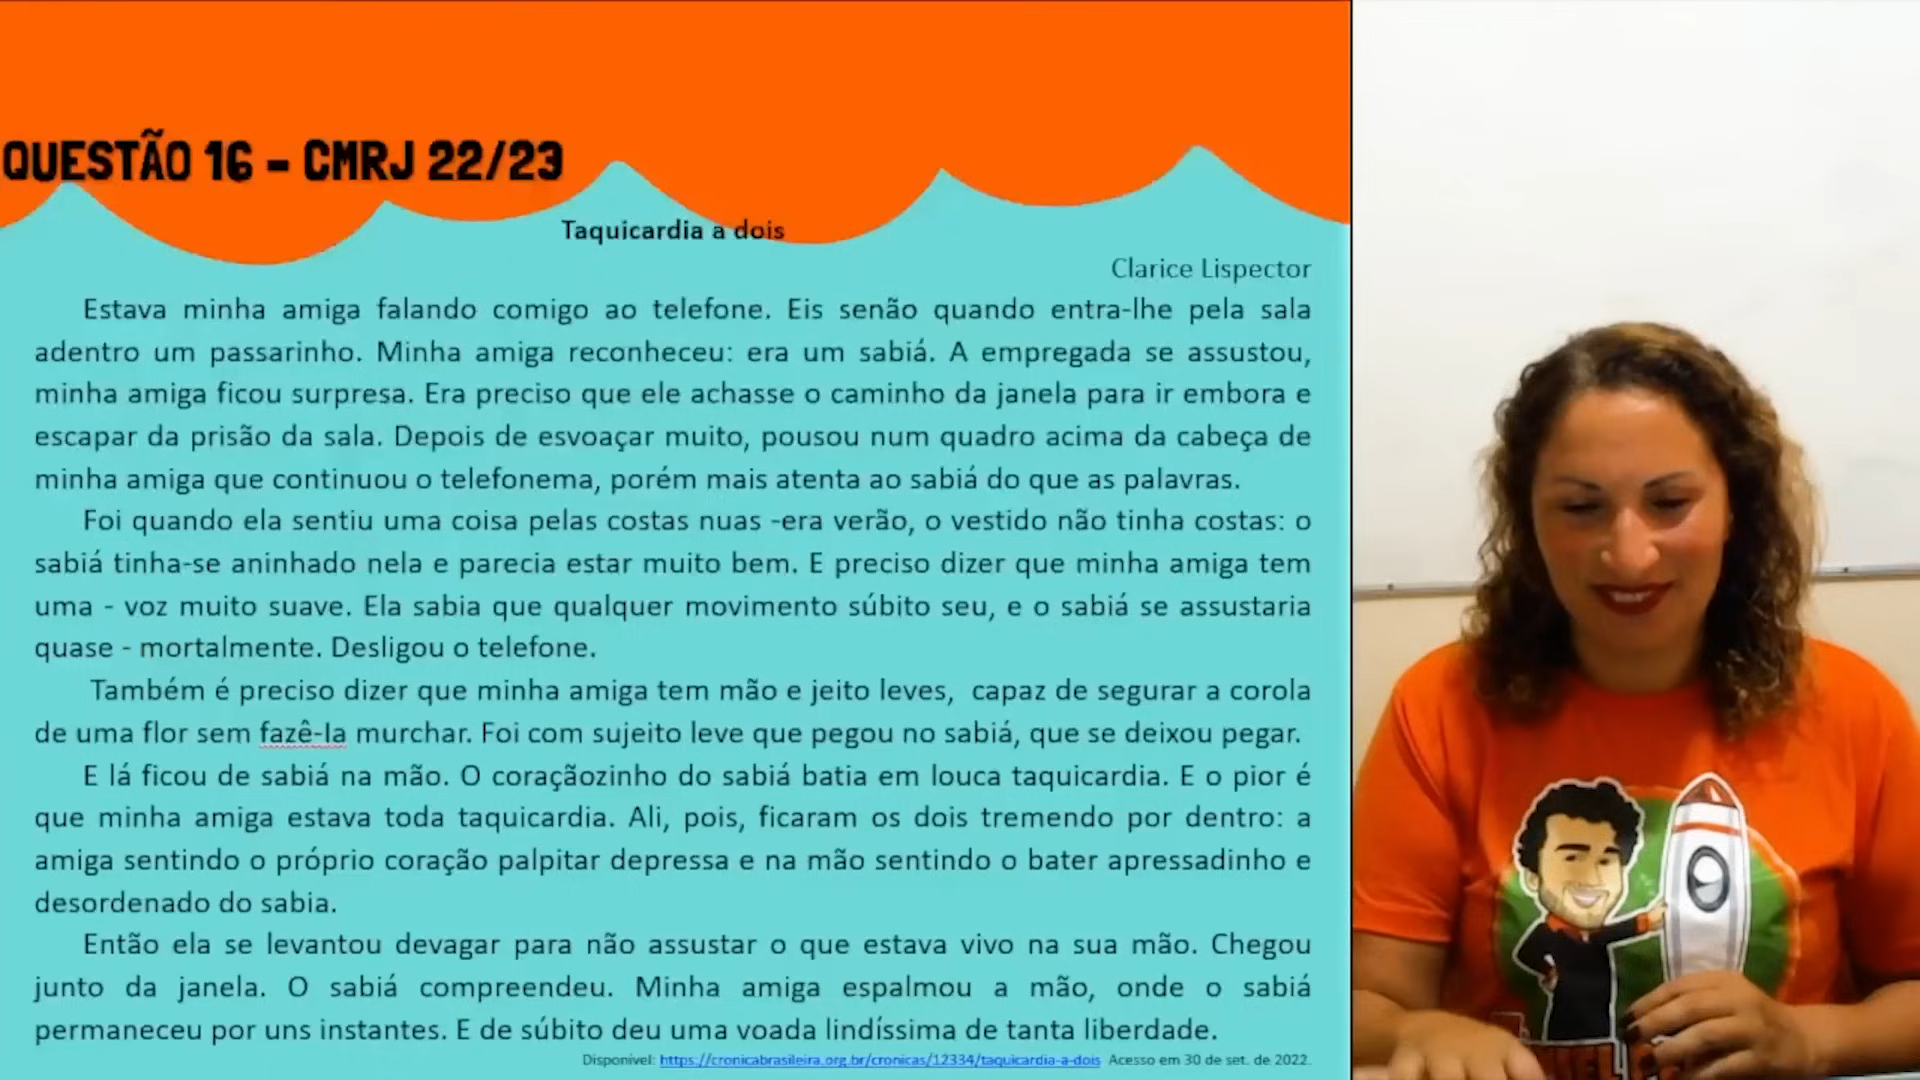 QUESTÃO 16 - CMRJ 22/23
Taquicardia a dois
Clarice Lispector
Estava minha amiga falando comigo ao telefone. Eis senão quando entra-lhe pela sala
adentro um passarinho. Minha amiga reconheceu: era um sabiá. A empregada se assustou,
minha amiga ficou surpresa. Era preciso que ele achasse o caminho da janela para ir embora e
escapar da prisão da sala. Depois de esvoaçar muito, pousou num quadro acima da cabeça de
minha amiga que continuou o telefonema, porém mais atenta ao sabiá do que as palavras.
Foi quando ela sentiu uma coisa pelas costas nuas -era verão, o vestido não tinha costas: o
sabiá tinha-se aninhado nela e parecia estar muito bem. E preciso dizer que minha amiga tem
uma - voz muito suave. Ela sabia que qualquer movimento súbito seu, e o sabiá se assustaria
quase - mortalmente. Desligou o telefone.
Também é preciso dizer que minha amiga tem mão e jeito leves, capaz de segurar a corola
de uma flor sem fazê-Ia murchar. Foi com sujeito leve que pegou no sabiá, que se deixou pegar.
E lá ficou de sabiá na mão. O coraçãozinho do sabiá batia em louca taquicardia. E o pior é
que minha amiga estava toda taquicardia. Ali, pois, ficaram os dois tremendo por dentro: a
amiga sentindo o próprio coração palpitar depressa e na mão sentindo o bater apressadinho e
desordenado do sabia.
Então ela se levantou devagar para não assustar o que estava vivo na sua mão. Chegou
junto da janela. O sabiá compreendeu. Minha amiga espalmou a mão, onde o sabiá
permaneceu por uns instantes. E de súbito deu uma voada lindíssima de tanta liberdade.
Disponível: https://cronicabrasileira.org.br/cronicas/12334/taquicardia-a-dois Acesso em 30 de set. de 2022.